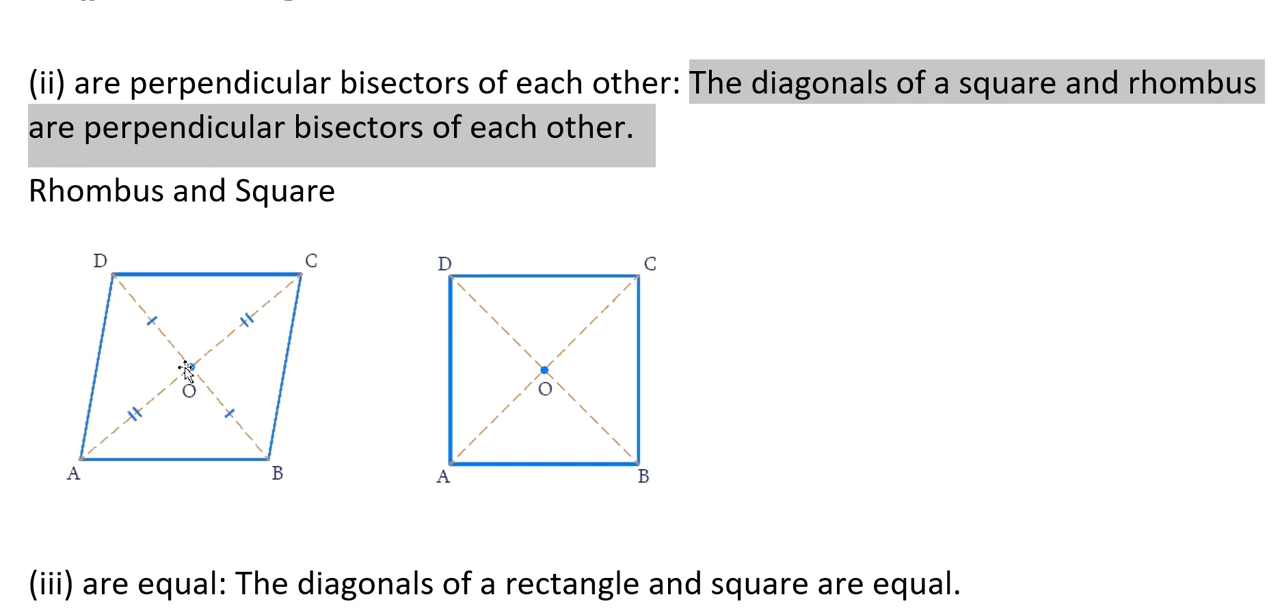 (ii) are perpendicular bisectors of each other: The diagonals of a square and rhombus
are perpendicular bisectors of each other.
Rhombus and Square
D C
O
A B
D C
O
A B
(iii) are equal: The diagonals of a rectangle and square are equal.